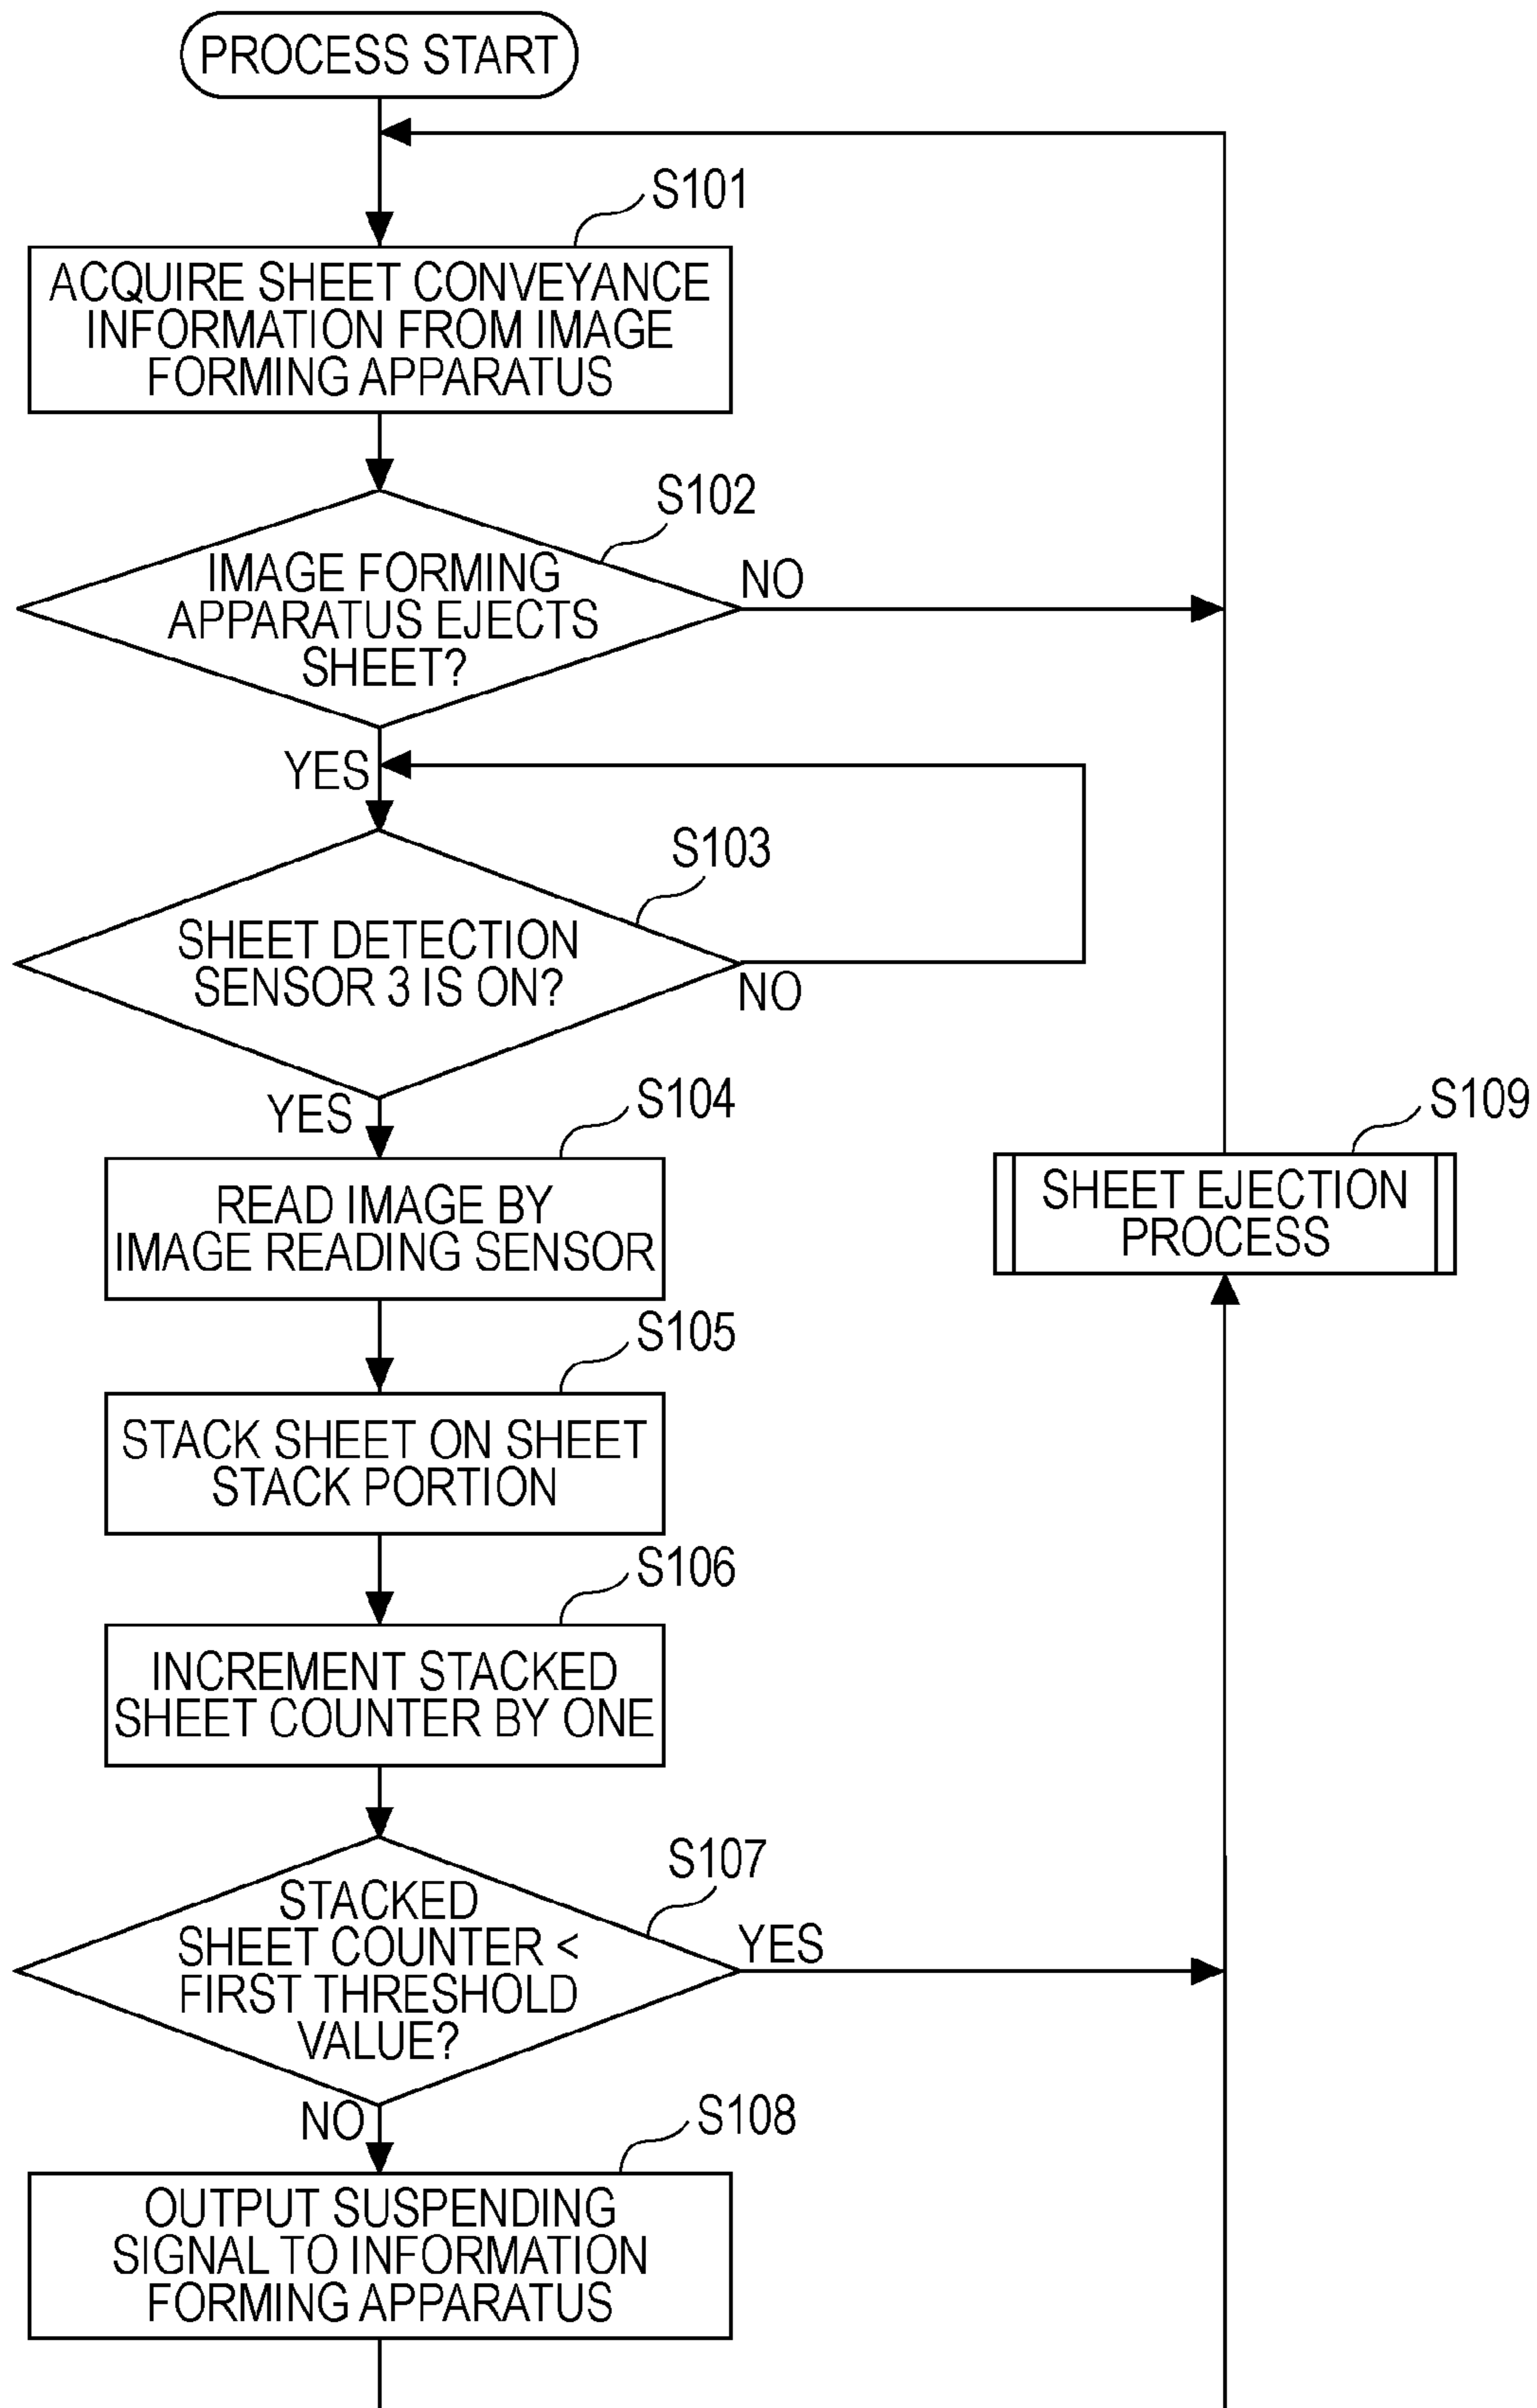 PROCESS START
S101
ACQUIRE SHEET CONVEYANCE
INFORMATION FROM IMAGE
FORMING APPARATUS
S102
IMAGE FORMING
APPARATUS EJECTS
SHEET?
NO
YES
S103
SHEET DETECTION
SENSOR 3 IS ON?
NO
YES
S104
READ IMAGE BY
IMAGE READING SENSOR
S109
SHEET EJECTION
PROCESS
S105
STACK SHEET ON SHEET
STACK PORTION
S106
INCREMENT STACKED
SHEET COUNTER BY ONE
S107
STACKED
SHEET COUNTER <
FIRST THRESHOLD
VALUE?
YES
NO
S108
OUTPUT SUSPENDING
SIGNAL TO INFORMATION
FORMING APPARATUS